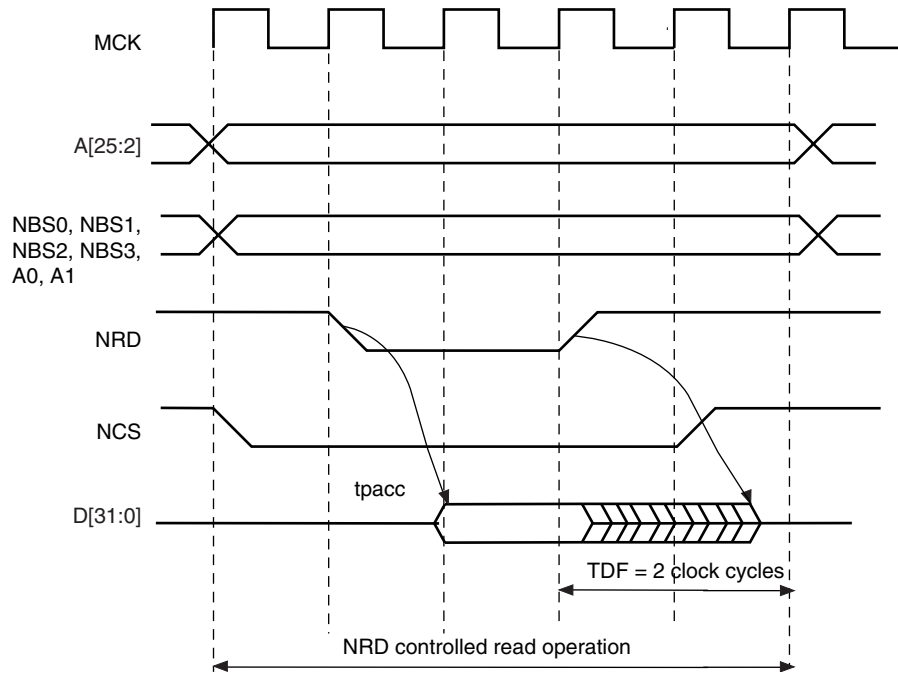 MCK
A[25:2]
NBS0, NBS1,
NBS2, NBS3,
A0, A1
NRD
NCS
tpacc
D[31:0]
TDF = 2 clock cycles
NRD controlled read operation